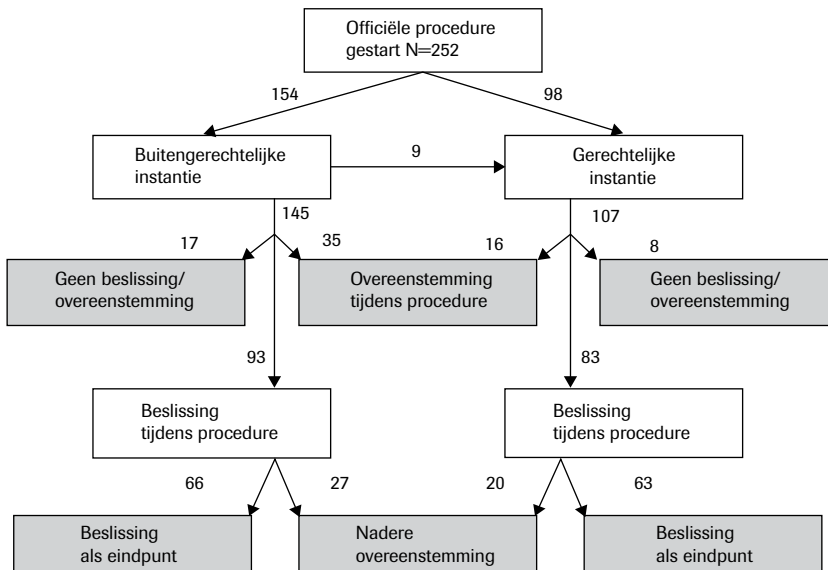 Officiële procedure
gestart N=252
154
98
Buitengerechtelijke
instantie
9
Gerechtelijke
instantie
145
107
17
35
16
8
Geen beslissing/
overeenstemming
Overeenstemming
tijdens procedure
Geen beslissing/
overeenstemming
93
83
Beslissing
tijdens procedure
Beslissing
tijdens procedure
66
27
20
63
Beslissing
als eindpunt
Nadere
overeenstemming
Beslissing
als eindpunt